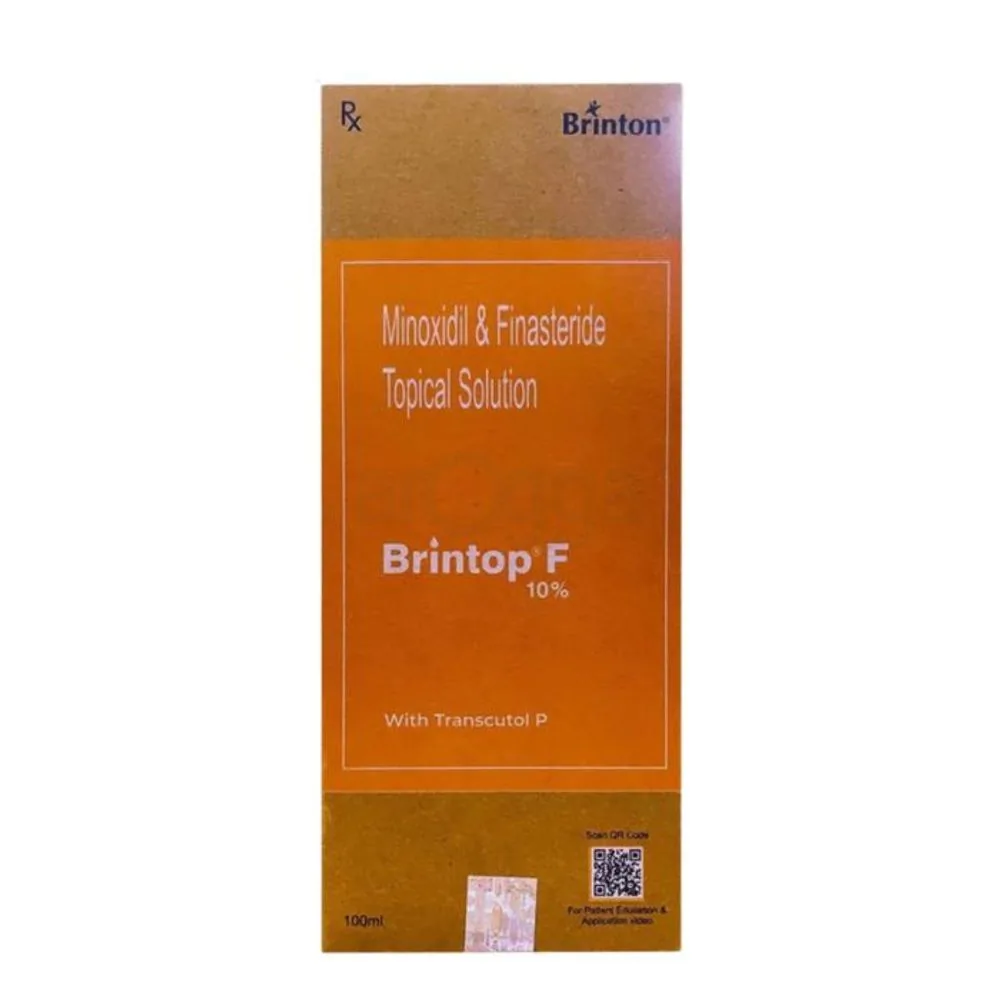 Rx
Brinton®
Minoxidil & Finasteride
Topical Solution
Brintop® F
10%
With Transcutol P
Scan QR Code
For Patient Education &
Application video
100ml